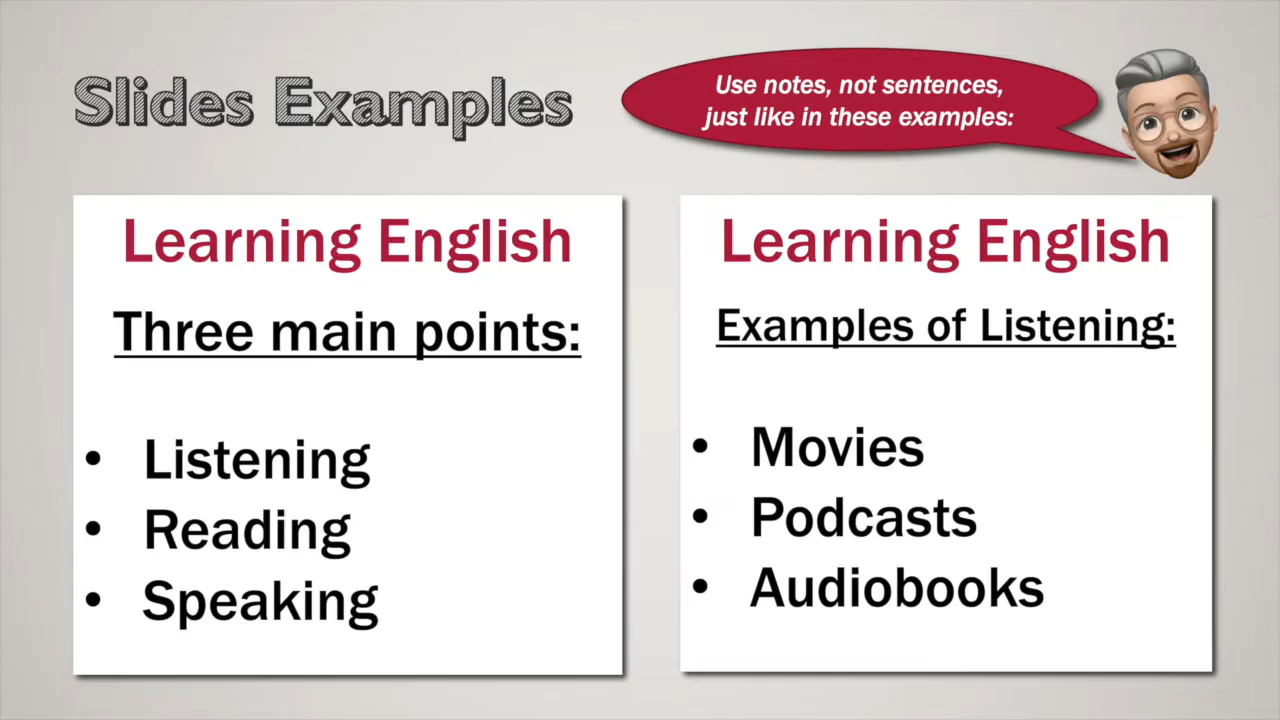 Slides Examples
Use notes, not sentences,
just like in these examples:
Learning English
Three main points:
• Listening
• Reading
• Speaking
Learning English
Examples of Listening:
• Movies
• Podcasts
• Audiobooks